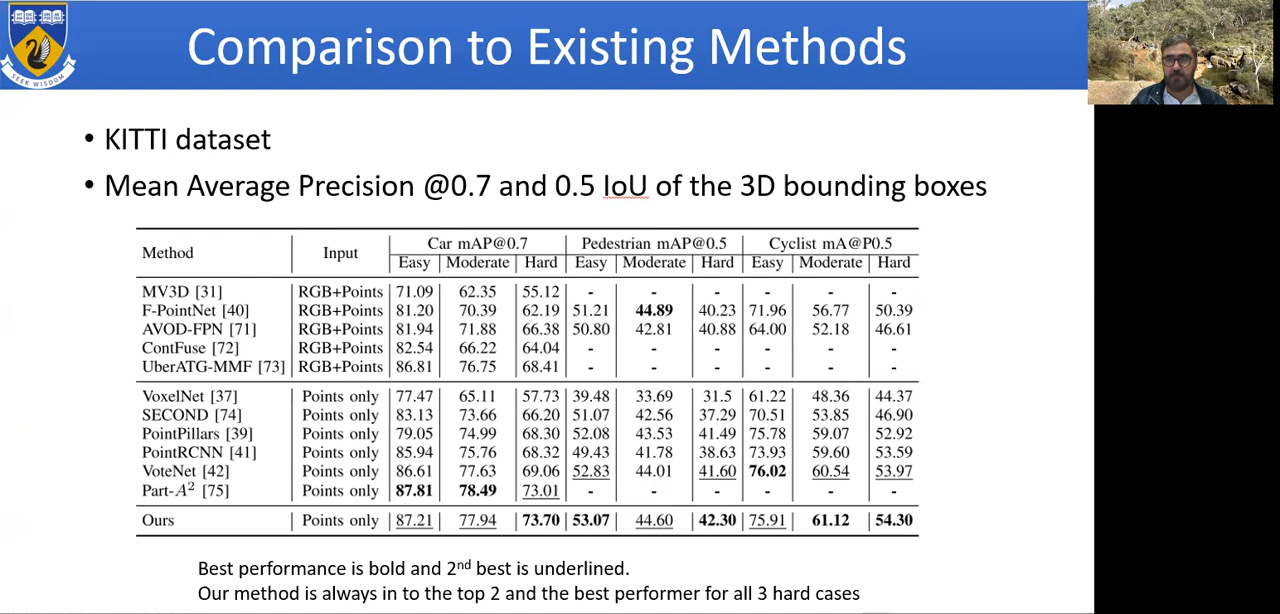 SEEK WISDOM
Comparison to Existing Methods
• KITTI dataset
• Mean Average Precision @0.7 and 0.5 IoU of the 3D bounding boxes
Method Input Car mAP@0.7 Pedestrian mAP@0.5 Cyclist mA@P0.5
Easy Moderate Hard Easy Moderate Hard Easy Moderate Hard
MV3D [31] RGB+Points 71.09 62.35 55.12 - - - - - -
F-PointNet [40] RGB+Points 81.20 70.39 62.19 51.21 44.89 40.23 71.96 56.77 50.39
AVOD-FPN [71] RGB+Points 81.94 71.88 66.38 50.80 42.81 40.88 64.00 52.18 46.61
ContFuse [72] RGB+Points 82.54 66.22 64.04 - - - - - -
UberATG-MMF [73] RGB+Points 86.81 76.75 68.41 - - - - - -
VoxelNet [37] Points only 77.47 65.11 57.73 39.48 33.69 31.5 61.22 48.36 44.37
SECOND [74] Points only 83.13 73.66 66.20 51.07 42.56 37.29 70.51 53.85 46.90
PointPillars [39] Points only 79.05 74.99 68.30 52.08 43.53 41.49 75.78 59.07 52.92
PointRCNN [41] Points only 85.94 75.76 68.32 49.43 41.78 38.63 73.93 59.60 53.59
VoteNet [42] Points only 86.61 77.63 69.06 52.83 44.01 41.60 76.02 60.54 53.97
Part-A² [75] Points only 87.81 78.49 73.01 - - - - - -
Ours Points only 87.21 77.94 73.70 53.07 44.60 42.30 75.91 61.12 54.30
Best performance is bold and 2nd best is underlined.
Our method is always in to the top 2 and the best performer for all 3 hard cases